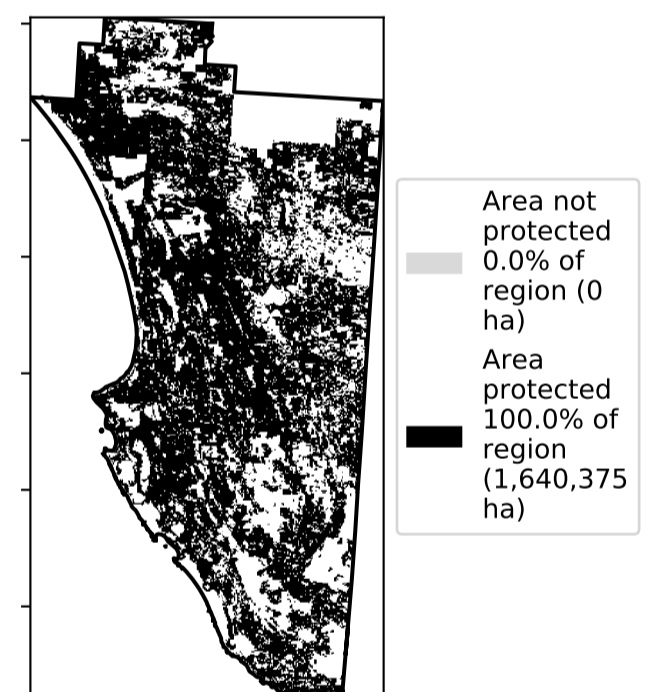 Area not
protected
0.0% of
region (0
ha)
Area
protected
100.0% of
region
(1,640,375
ha)